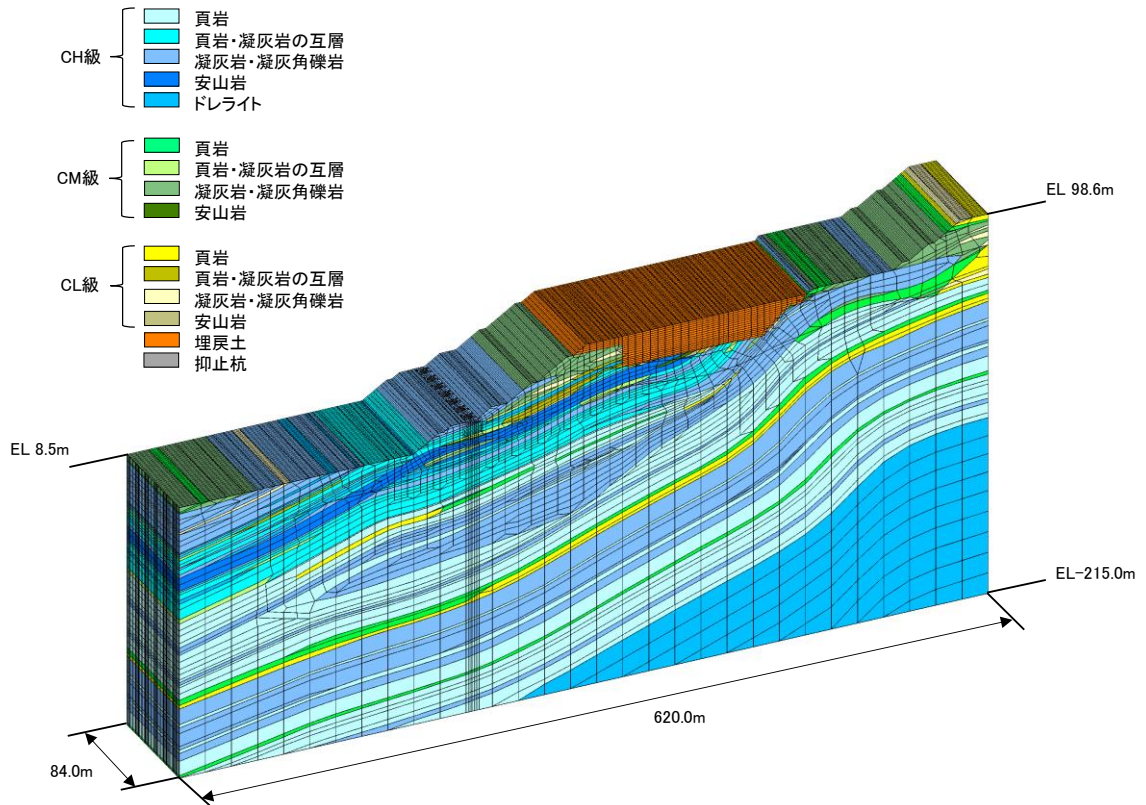 CH級
頁岩
頁岩・凝灰岩の互層
凝灰岩・凝灰角礫岩
安山岩
ドレライト
CM級
頁岩
頁岩・凝灰岩の互層
凝灰岩・凝灰角礫岩
安山岩
CL級
頁岩
頁岩・凝灰岩の互層
凝灰岩・凝灰角礫岩
安山岩
埋戻土
抑止杭
EL 98.6m
EL 8.5m
EL-215.0m
620.0m
84.0m